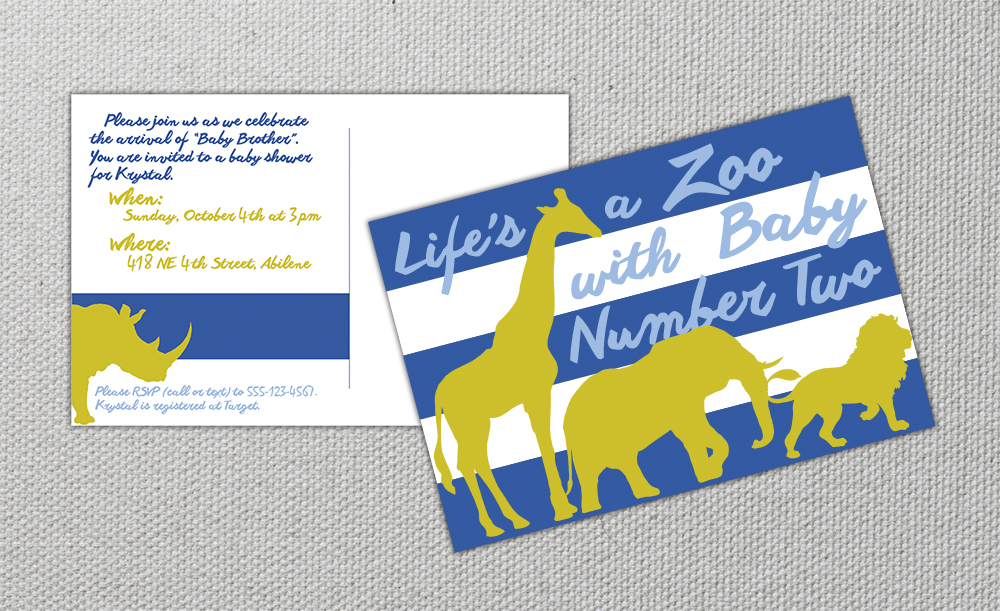 Please join us as we celebrate
the arrival of "Baby Brother".
You are invited to a baby shower
for Krystal.
When:
Sunday, October 4th at 3pm
Where:
418 NE 4th Street, Abilene
Please RSVP (call or text) to 555-123-4567.
Krystal is registered at Target.
Life's a Zoo
with Baby
Number Two